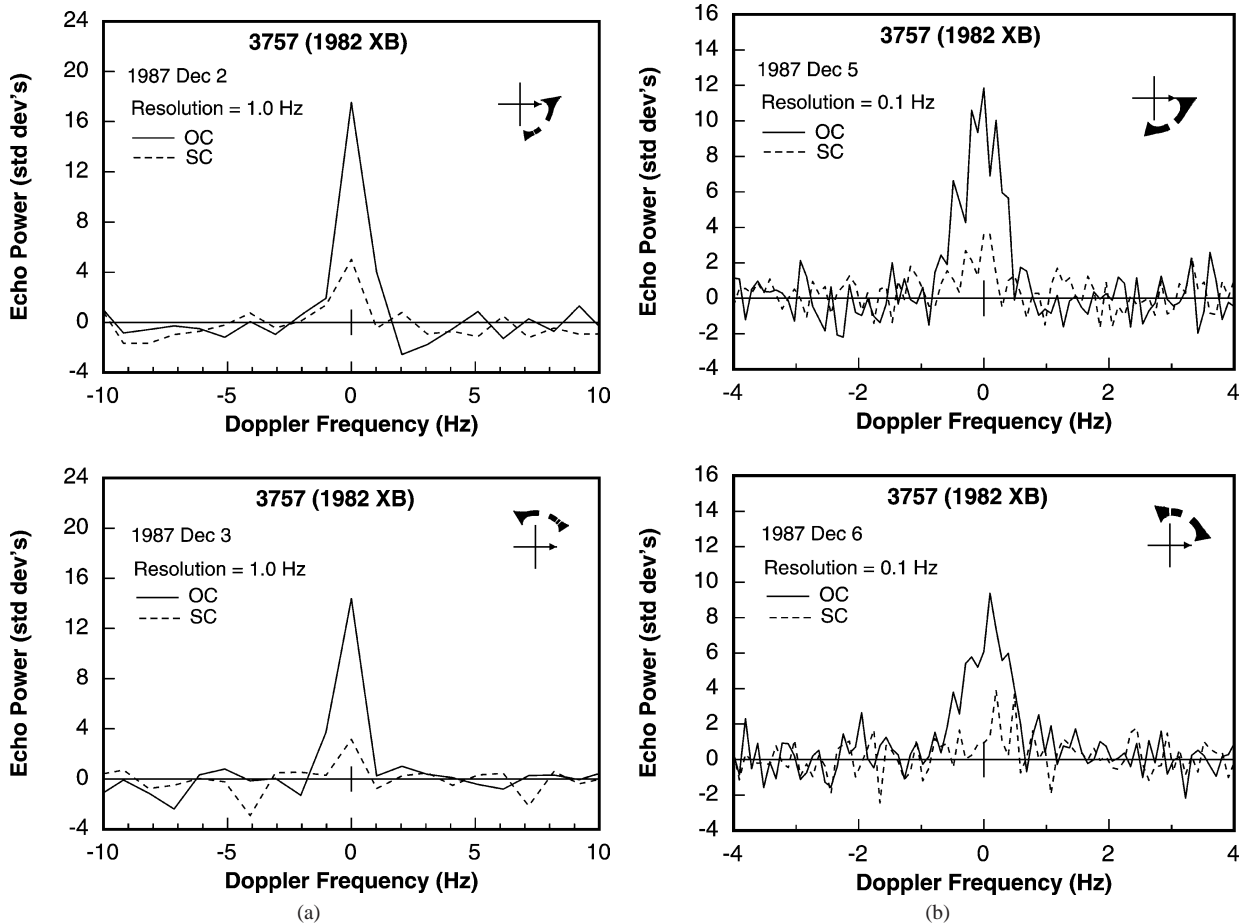 3757 (1982 XB)
1987 Dec 2
Resolution = 1.0 Hz
OC
SC
Echo Power (std dev's)
24
20
16
12
8
4
0
-4
-10
-5
0
5
10
Doppler Frequency (Hz)
3757 (1982 XB)
1987 Dec 5
Resolution = 0.1 Hz
OC
SC
Echo Power (std dev's)
16
14
12
10
8
6
4
2
0
-2
-4
-4
-2
0
2
4
Doppler Frequency (Hz)
3757 (1982 XB)
1987 Dec 3
Resolution = 1.0 Hz
OC
SC
Echo Power (std dev's)
24
20
16
12
8
4
0
-4
-10
-5
0
5
10
Doppler Frequency (Hz)
(a)
3757 (1982 XB)
1987 Dec 6
Resolution = 0.1 Hz
OC
SC
Echo Power (std dev's)
16
14
12
10
8
6
4
2
0
-2
-4
-4
-2
0
2
4
Doppler Frequency (Hz)
(b)